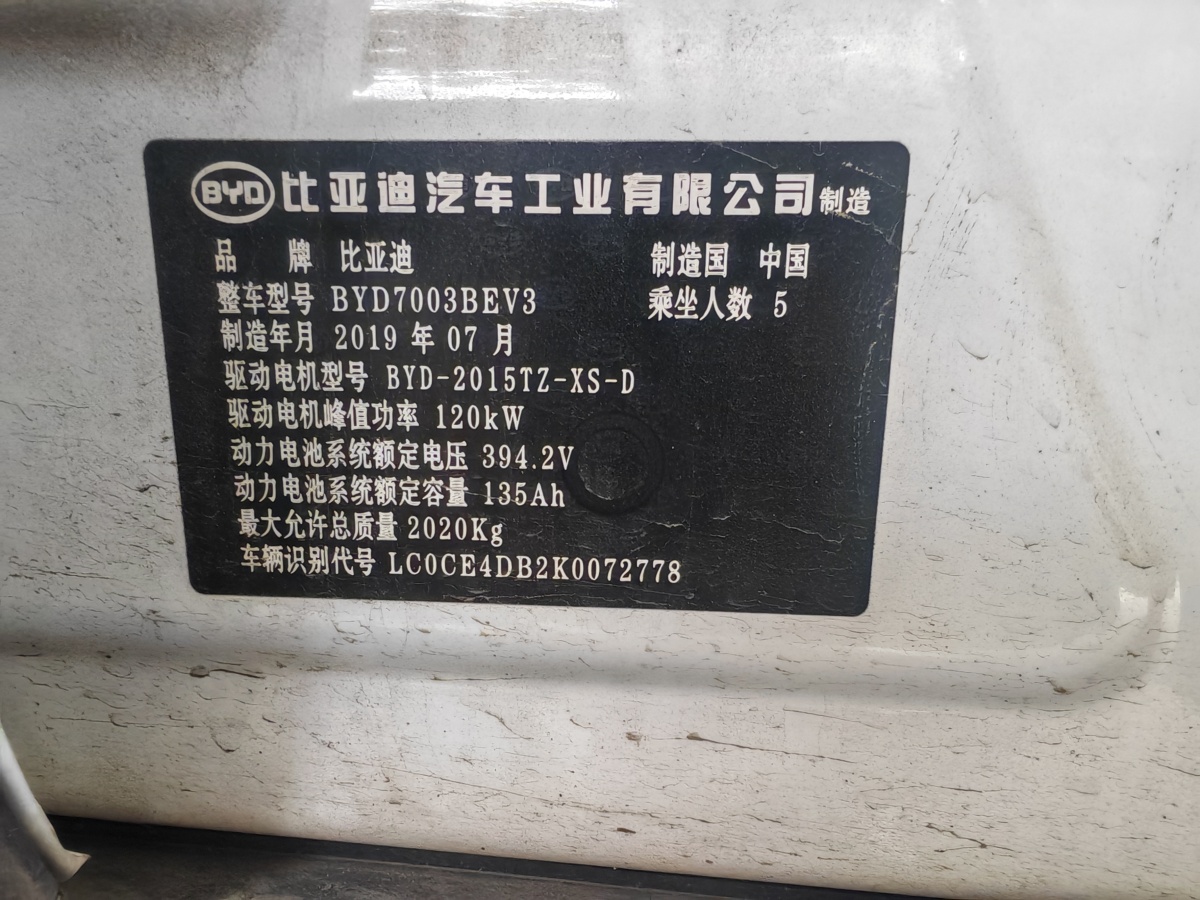 BYD 比亚迪汽车工业有限公司制造
品 牌 比亚迪 制造国 中国
整车型号 BYD7003BEV3 乘坐人数 5
制造年月 2019 年 07 月
驱动电机型号 BYD-2015TZ-XS-D
驱动电机峰值功率 120kW
动力电池系统额定电压 394.2V
动力电池系统额定容量 135Ah
最大允许总质量 2020Kg
车辆识别代号 LC0CE4DB2K0072778